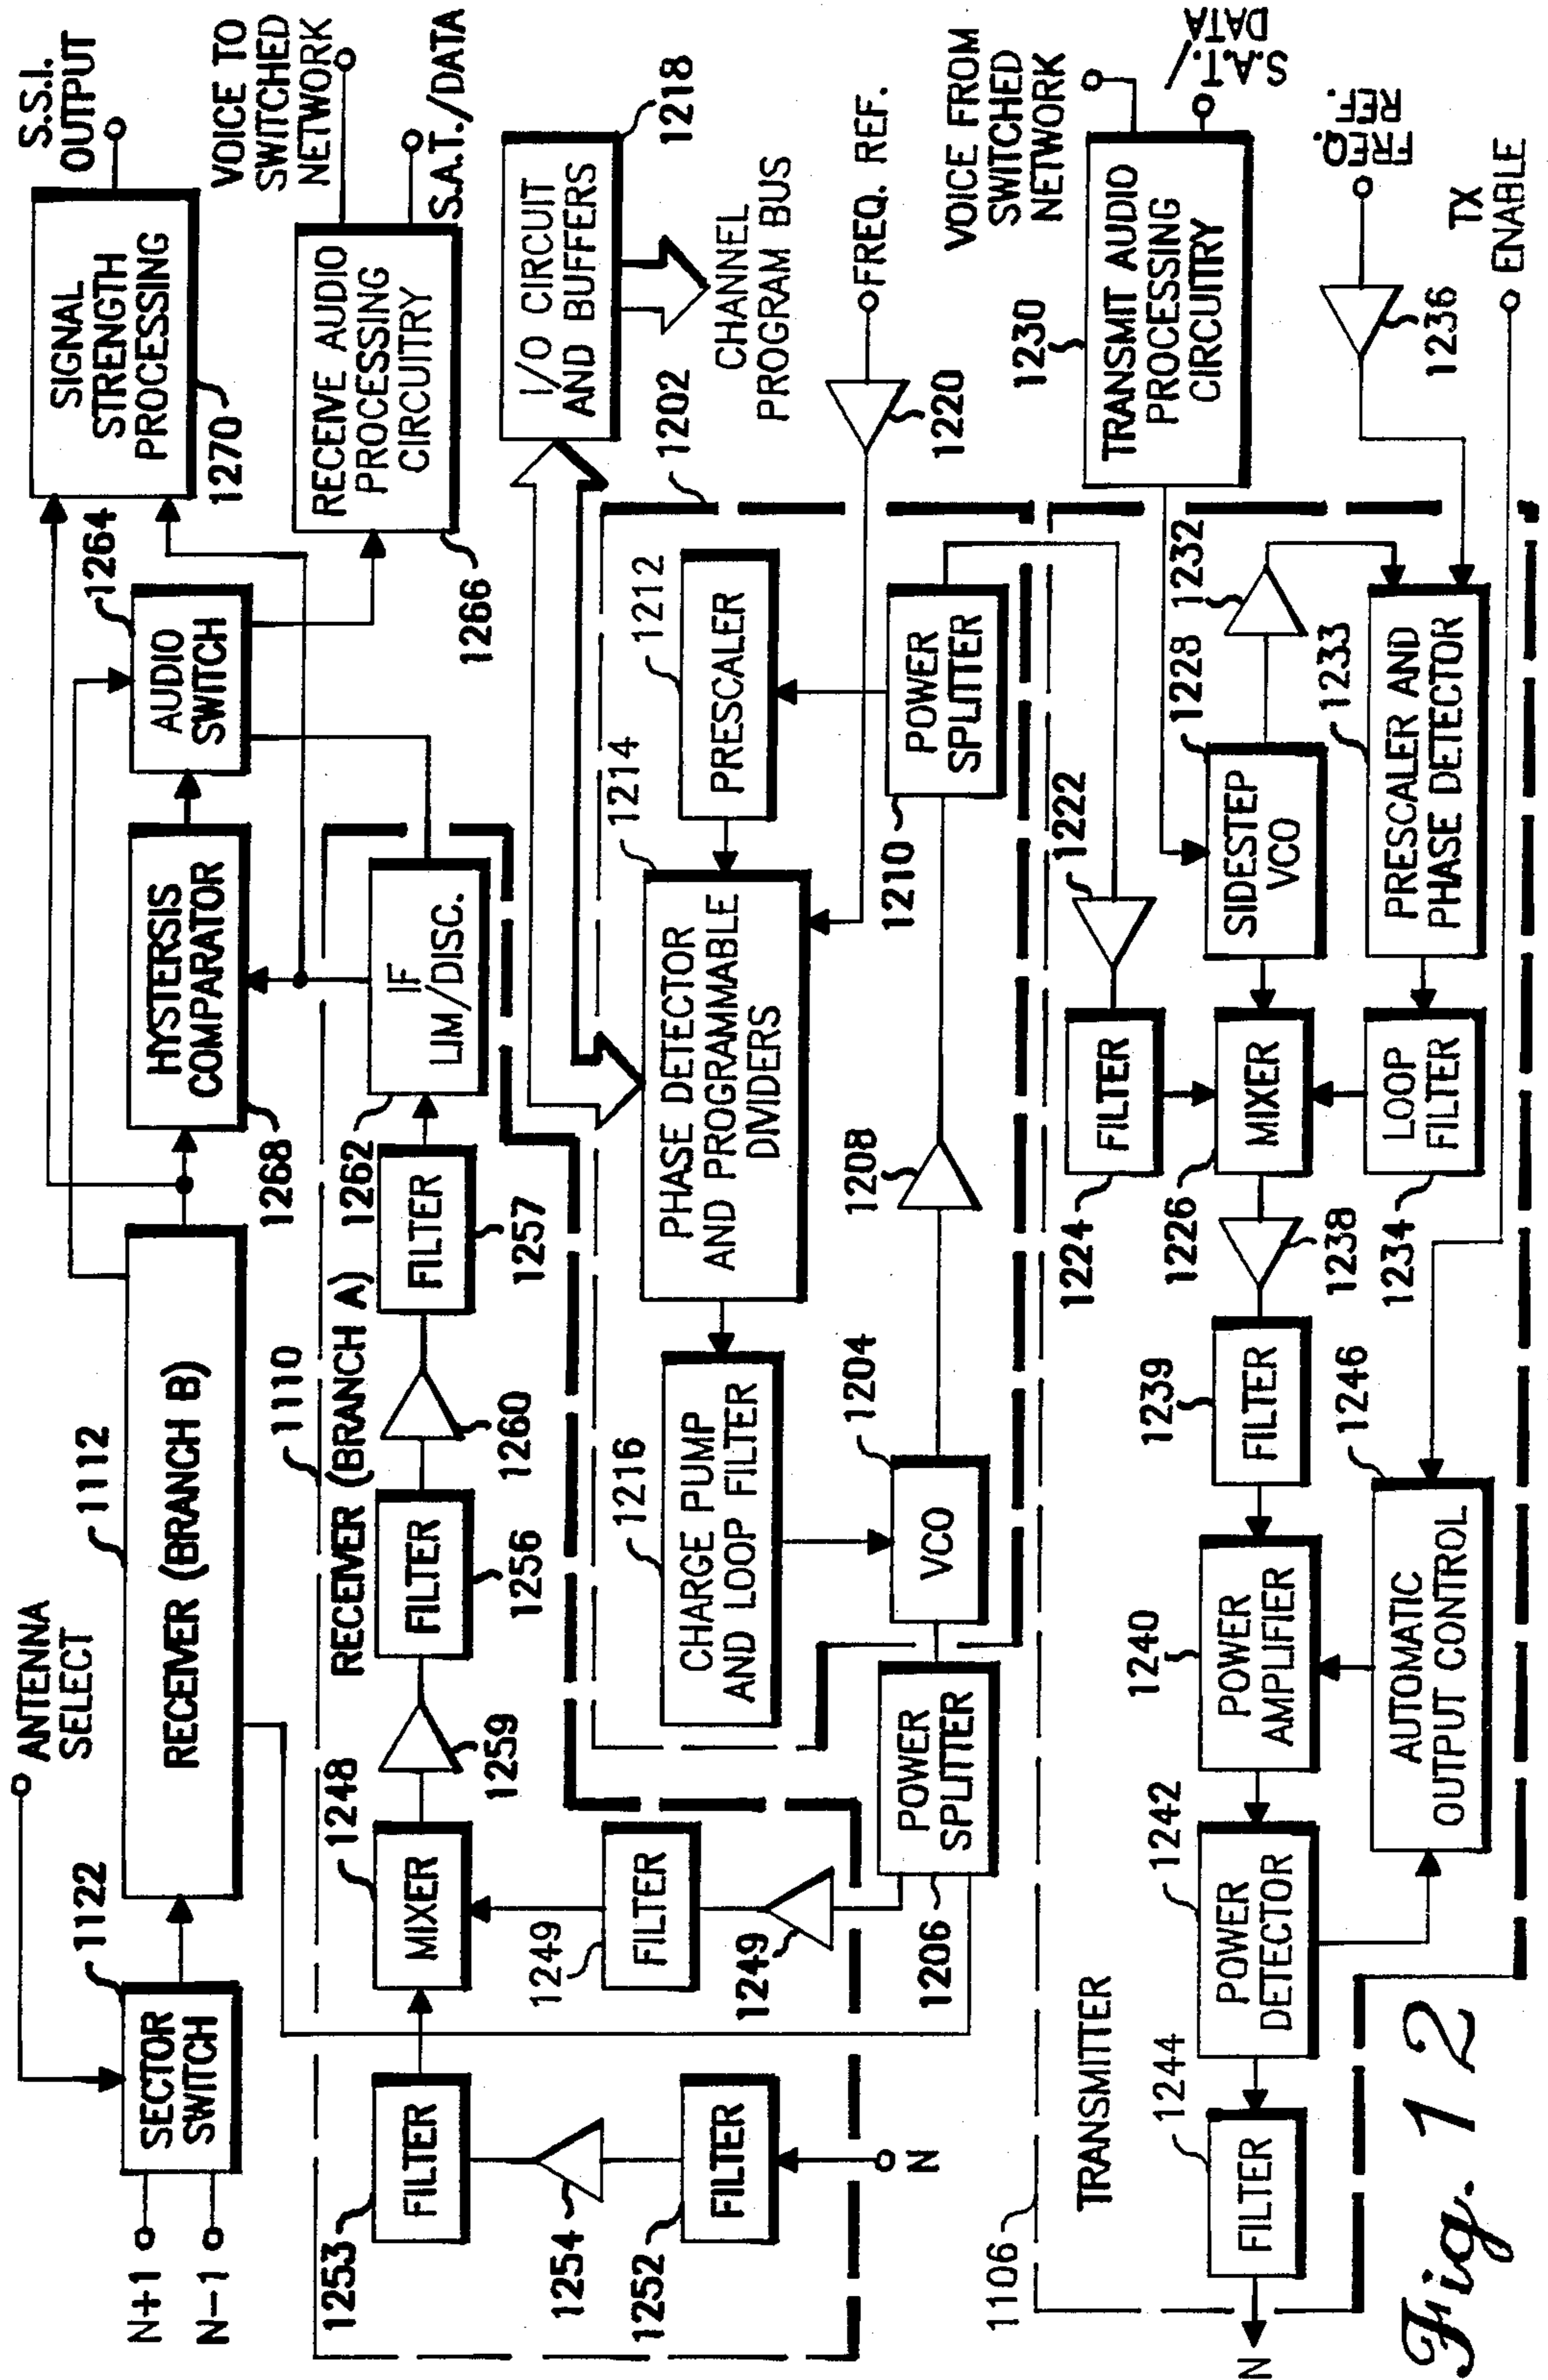 ANTENNA
SELECT
S.S.I.
OUTPUT
N+1
N-1
SECTOR
SWITCH
1122
RECEIVER (BRANCH B)
1112
HYSTERSIS
COMPARATOR
1268
AUDIO
SWITCH
1264
SIGNAL
STRENGTH
PROCESSING
1270
VOICE TO
SWITCHED
NETWORK
RECEIVE AUDIO
PROCESSING
CIRCUITRY
1266
S.A.T./DATA
1110
RECEIVER (BRANCH A)
FILTER
1253
MIXER
1248
1259
FILTER
1256
1260
FILTER
1257
IF
LIM/DISC.
1262
1254
FILTER
1252
N
FILTER
1249
1249
POWER
SPLITTER
1206
I/O CIRCUIT
AND BUFFERS
1218
CHANNEL
PROGRAM BUS
1202
CHARGE PUMP
AND LOOP FILTER
1216
PHASE DETECTOR
AND PROGRAMMABLE
DIVIDERS
1214
PRESCALER
1212
FREQ. REF.
1220
VCO
1204
1208
POWER
SPLITTER
1210
VOICE FROM
SWITCHED
NETWORK
S.A.T./
DATA
TRANSMIT AUDIO
PROCESSING
CIRCUITRY
1230
1106
TRANSMITTER
1222
FILTER
1224
N
FILTER
1244
POWER
DETECTOR
1242
POWER
AMPLIFIER
1240
FILTER
1239
1238
MIXER
1226
SIDESTEP
VCO
1228
1232
FREQ.
REF.
1236
AUTOMATIC
OUTPUT CONTROL
1246
LOOP
FILTER
1234
PRESCALER AND
PHASE DETECTOR
1233
TX
ENABLE
Fig. 12